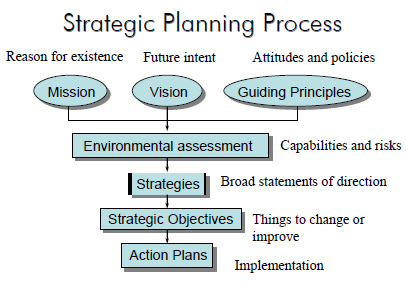 Strategic Planning Process
Reason for existence
Future intent
Attitudes and policies
Mission
Vision
Guiding Principles
Environmental assessment
Capabilities and risks
Strategies
Broad statements of direction
Strategic Objectives
Things to change or
improve
Action Plans
Implementation